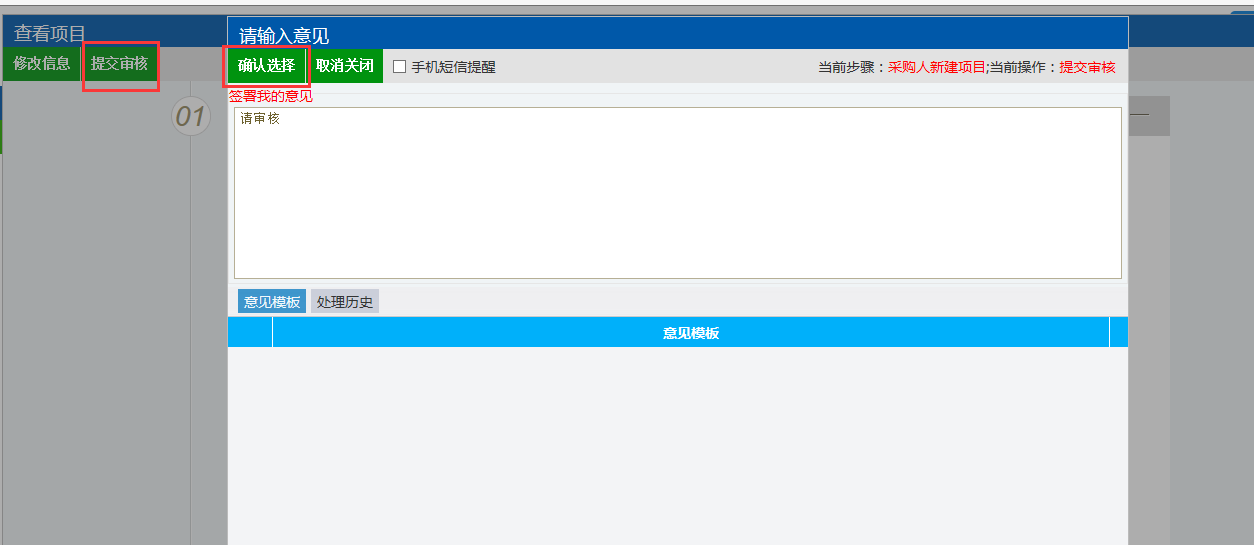 查看项目
请输入意见
修改信息
提交审核
确认选择
取消关闭
手机短信提醒
当前步骤：采购人新建项目;当前操作：提交审核
签署我的意见
01
请审核
意见模板
处理历史
意见模板